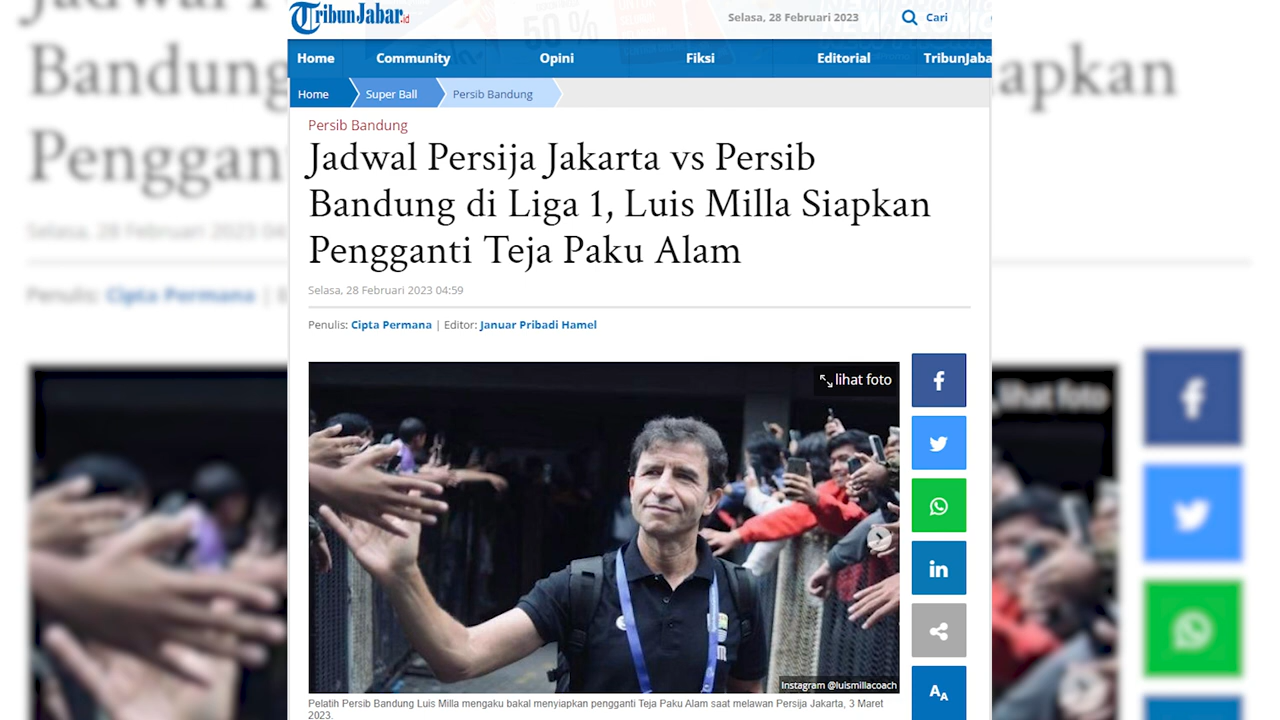 TribunJabar.id
Selasa, 28 Februari 2023
Cari
Home Community Opini Fiksi Editorial TribunJaba
Home Super Ball Persib Bandung
Persib Bandung
Jadwal Persija Jakarta vs Persib
Bandung di Liga 1, Luis Milla Siapkan
Pengganti Teja Paku Alam
Selasa, 28 Februari 2023 04:59
Penulis: Cipta Permana | Editor: Januar Pribadi Hamel
lihat foto
Instagram @luismillacoach
AA
Pelatih Persib Bandung Luis Milla mengaku bakal menyiapkan pengganti Teja Paku Alam saat melawan Persija Jakarta, 3 Maret
2023.